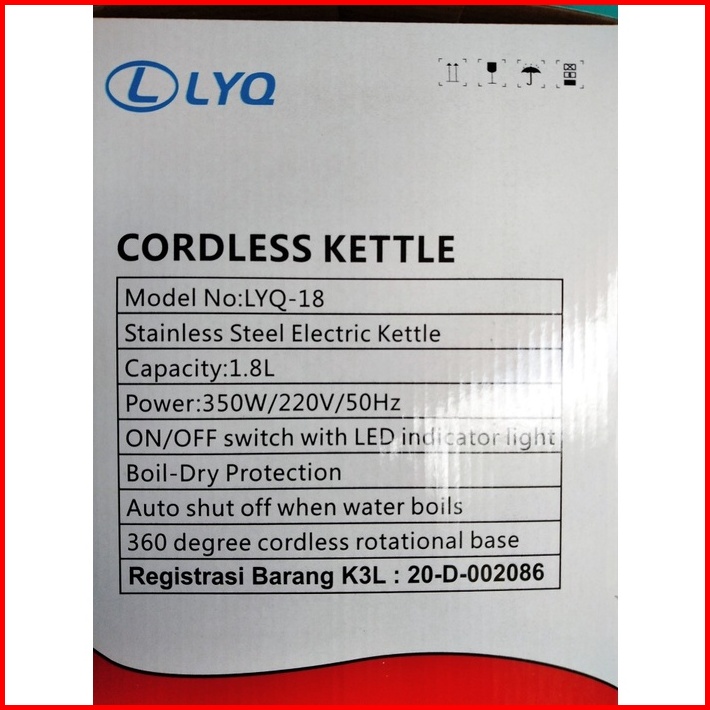 LYQ
CORDLESS KETTLE
Model No:LYQ-18
Stainless Steel Electric Kettle
Capacity:1.8L
Power:350W/220V/50Hz
ON/OFF switch with LED indicator light
Boil-Dry Protection
Auto shut off when water boils
360 degree cordless rotational base
Registrasi Barang K3L : 20-D-002086